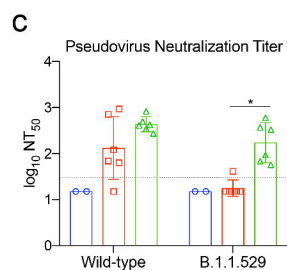 C
Pseudovirus Neutralization Titer
log10 NT50
4
3
2
1
0
*
Wild-type
B.1.1.529